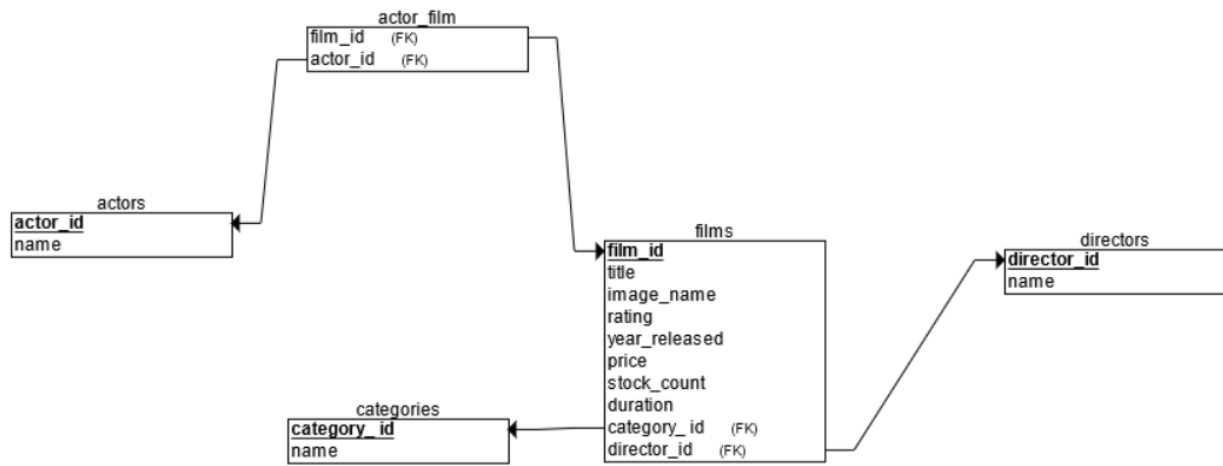 actor_film
film_id (FK)
actor_id (FK)
actors
actor_id
name
films
film_id
title
image_name
rating
year_released
price
stock_count
duration
category_ id (FK)
director_id (FK)
directors
director_id
name
categories
category_ id
name